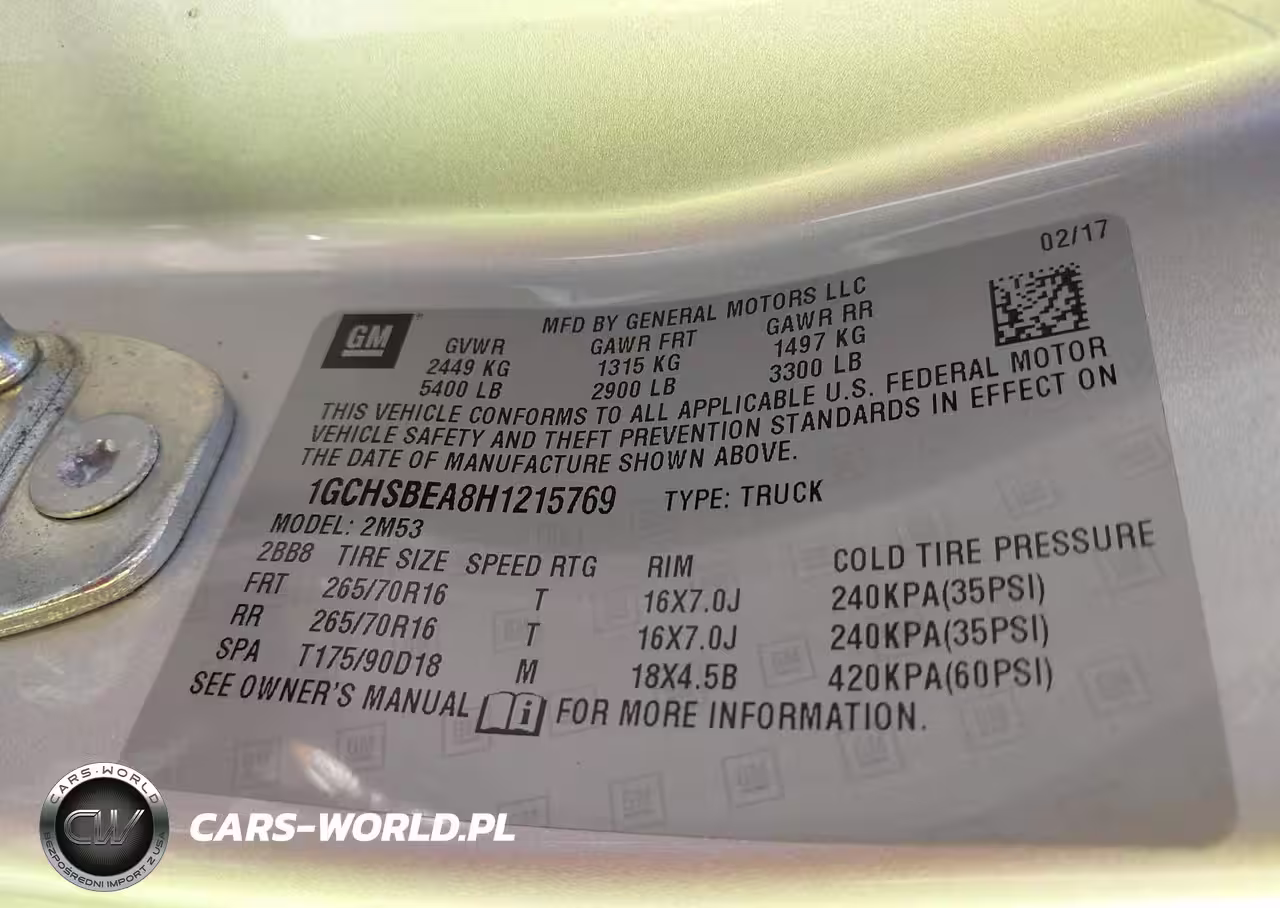 02/17
MFD BY GENERAL MOTORS LLC
GM GVWR GAWR FRT GAWR RR
2449 KG 1315 KG 1497 KG
5400 LB 2900 LB 3300 LB
THIS VEHICLE CONFORMS TO ALL APPLICABLE U.S. FEDERAL MOTOR
VEHICLE SAFETY AND THEFT PREVENTION STANDARDS IN EFFECT ON
THE DATE OF MANUFACTURE SHOWN ABOVE.
1GCHSBEA8H1215769 TYPE: TRUCK
MODEL: 2M53
2BB8 TIRE SIZE SPEED RTG RIM COLD TIRE PRESSURE
FRT 265/70R16 T 16X7.0J 240KPA(35PSI)
RR 265/70R16 T 16X7.0J 240KPA(35PSI)
SPA T175/90D18 M 18X4.5B 420KPA(60PSI)
SEE OWNER'S MANUAL i FOR MORE INFORMATION.
CARS-WORLD
CW
BEZPOŚREDNI IMPORT Z USA
CARS-WORLD.PL